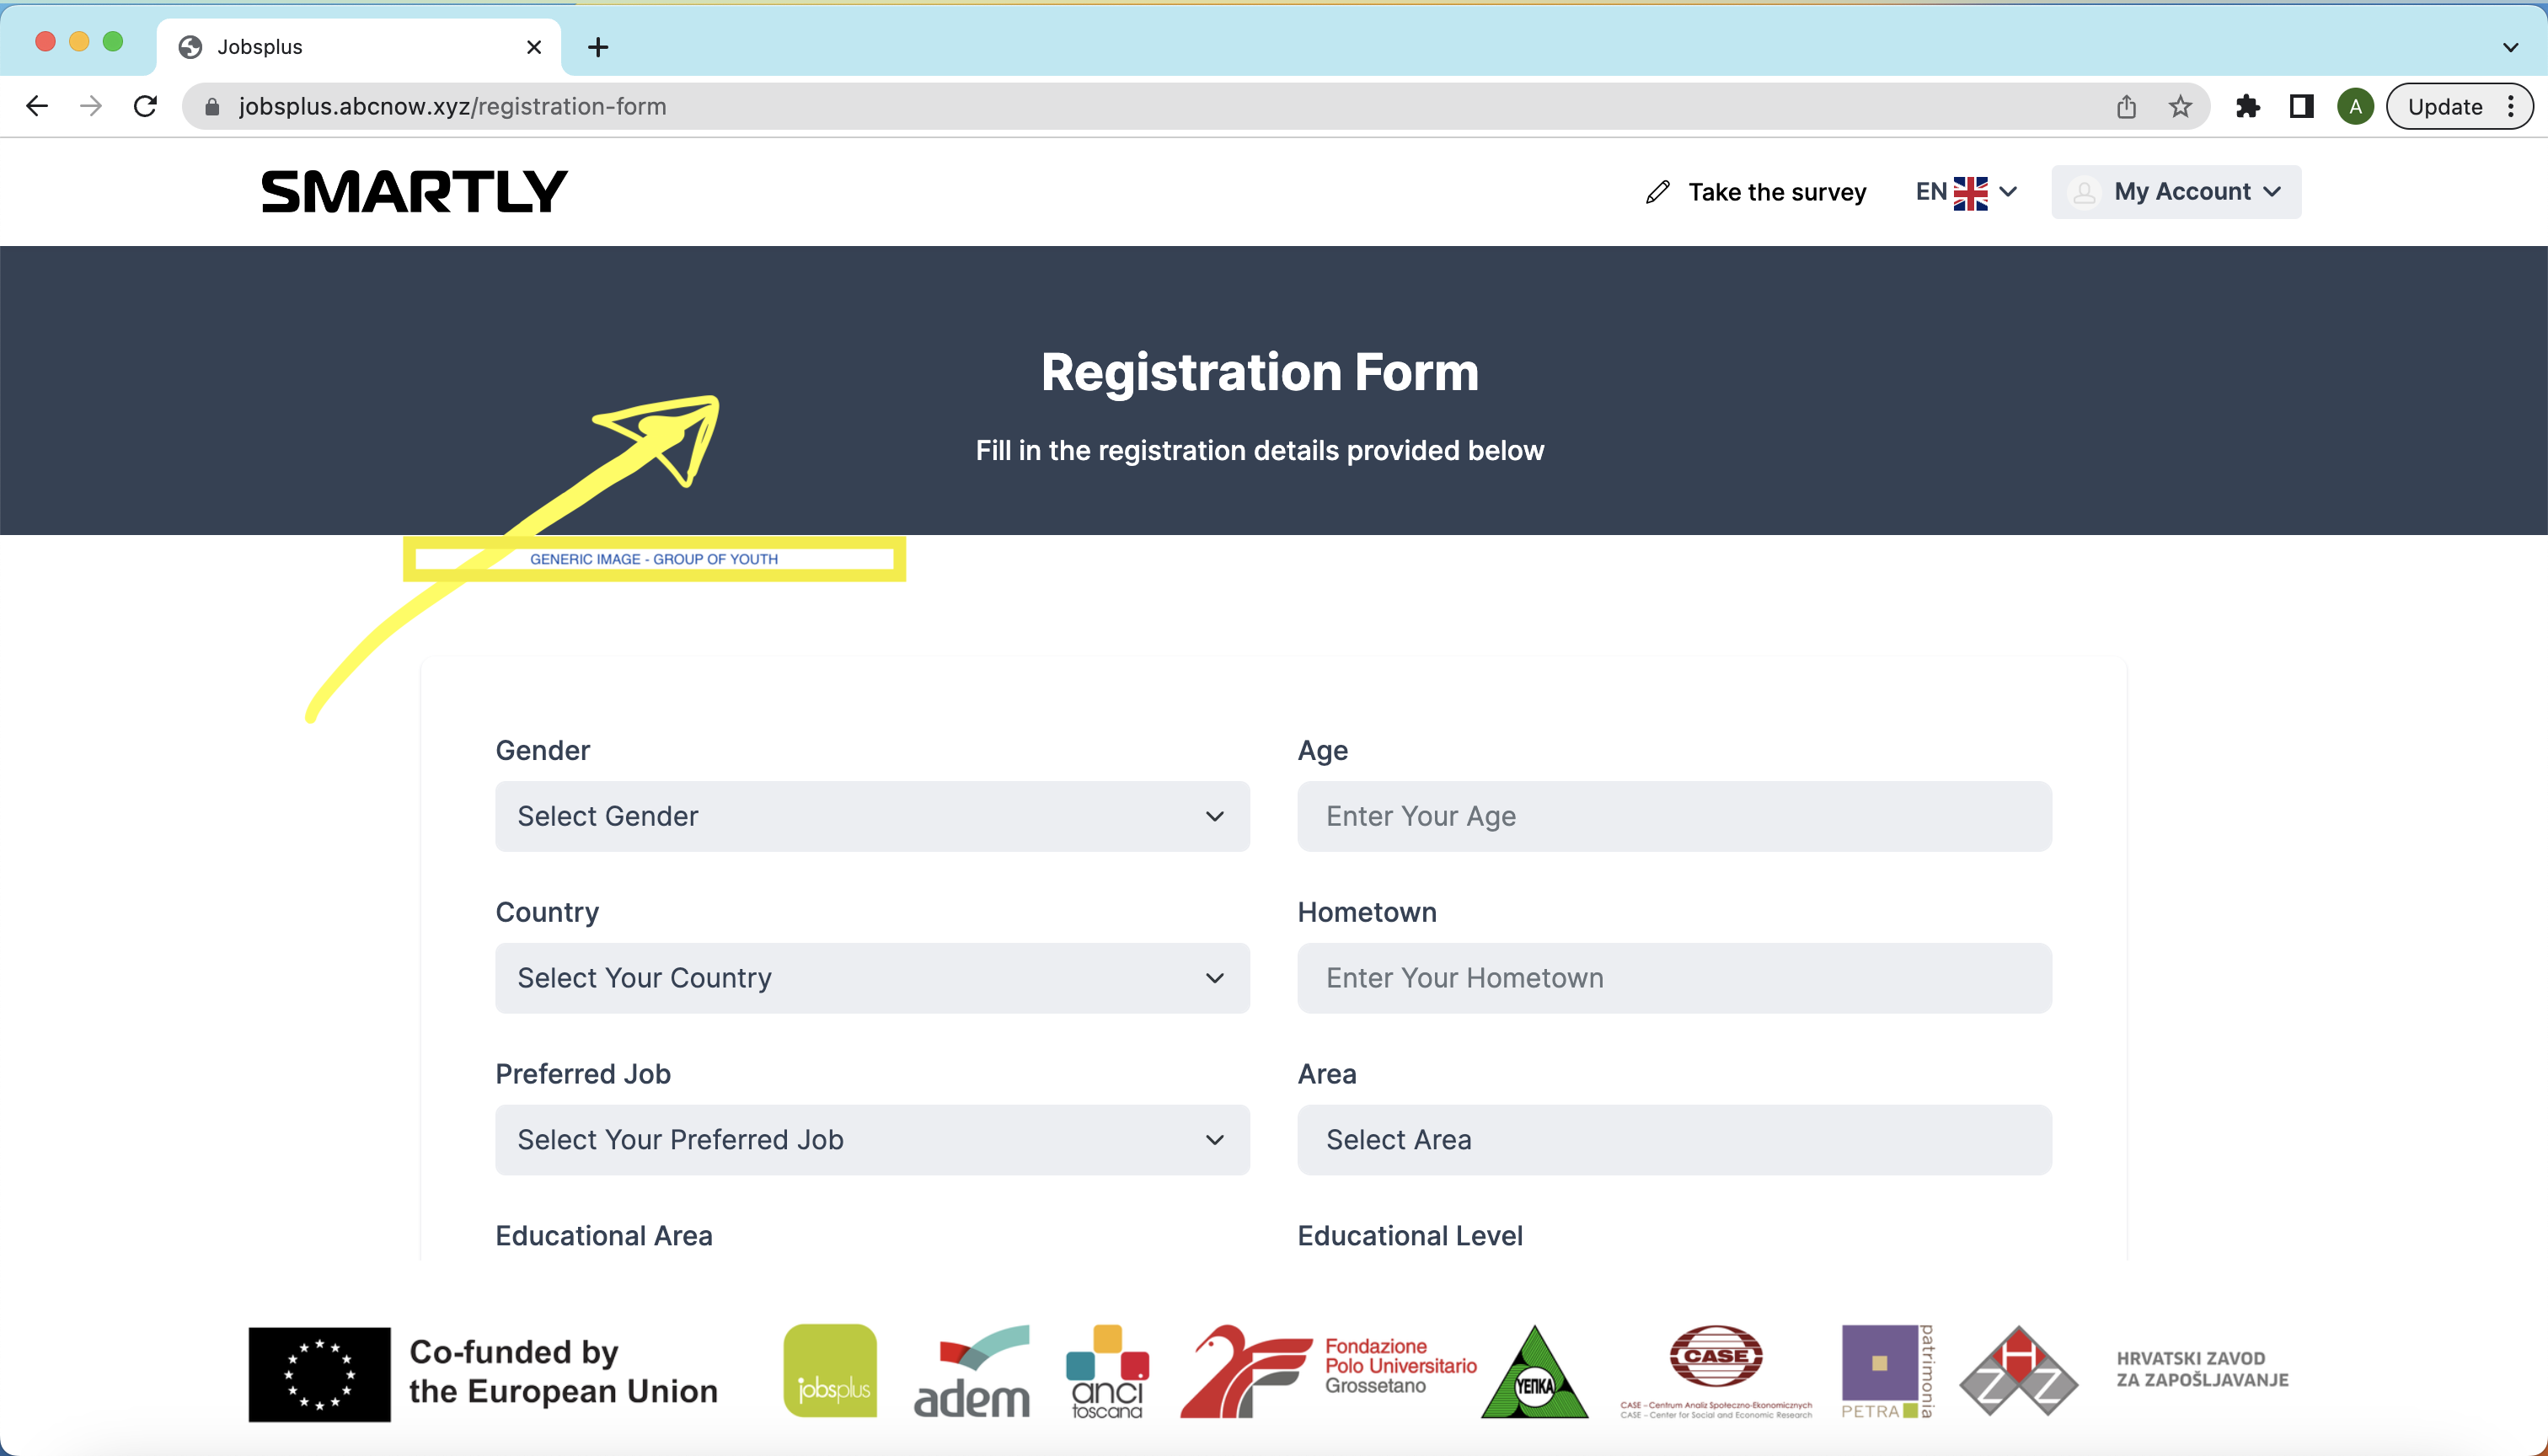 Jobsplus
jobsplus.abcnow.xyz/registration-form
A
Update
SMARTLY
Take the survey
EN
My Account
Registration Form
Fill in the registration details provided below
GENERIC IMAGE - GROUP OF YOUTH
Gender
Age
Select Gender
Enter Your Age
Country
Hometown
Select Your Country
Enter Your Hometown
Preferred Job
Area
Select Your Preferred Job
Select Area
Educational Area
Educational Level
Co-funded by
the European Union
jobsplus
adem
anci
toscana
Fondazione
Polo Universitario
Grossetano
ΥΕΠΚΑ
CASE
CASE – Centrum Analiz Społeczno-Ekonomicznych
CASE – Center for Social and Economic Research
PETRA
patrimonia
HZZ
HRVATSKI ZAVOD
ZA ZAPOŠLJAVANJE